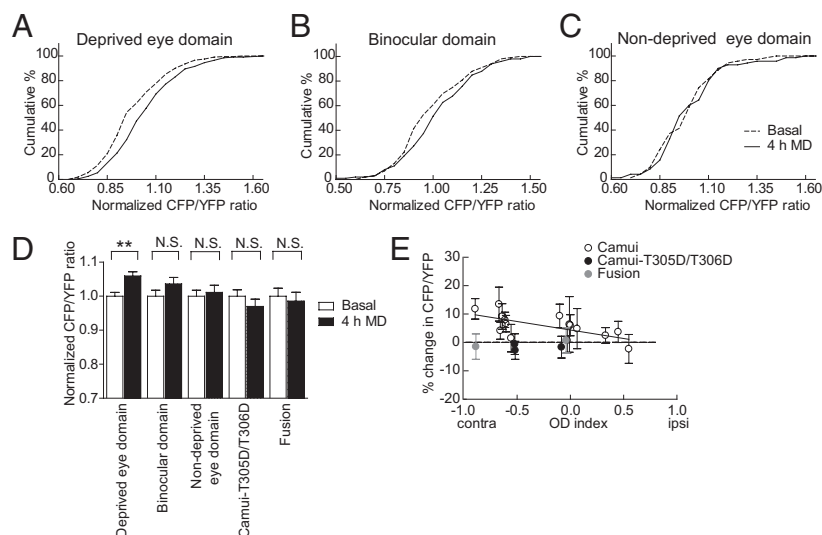 A
Deprived eye domain
100
80
60
40
20
0
Cumulative %
0.60 0.85 1.10 1.35 1.60
Normalized CFP/YFP ratio
B
Binocular domain
100
80
60
40
20
0
Cumulative %
0.50 0.75 1.00 1.25 1.50
Normalized CFP/YFP ratio
C
Non-deprived eye domain
100
80
60
40
20
0
Cumulative %
Basal
4 h MD
0.60 0.85 1.10 1.35 1.60
Normalized CFP/YFP ratio
D
** N.S. N.S. N.S. N.S.
1.1
1.0
0.9
0.8
0.7
Normalized CFP/YFP ratio
Basal
4 h MD
Deprived eye domain
Binocular domain
Non-deprived
eye domain
Camui-T305D/T306D
Fusion
E
Camui
Camui-T305D/T306D
Fusion
30
20
10
0
-10
-20
% change in CFP/YFP
-1.0 -0.5 0.0 0.5 1.0
contra OD index ipsi